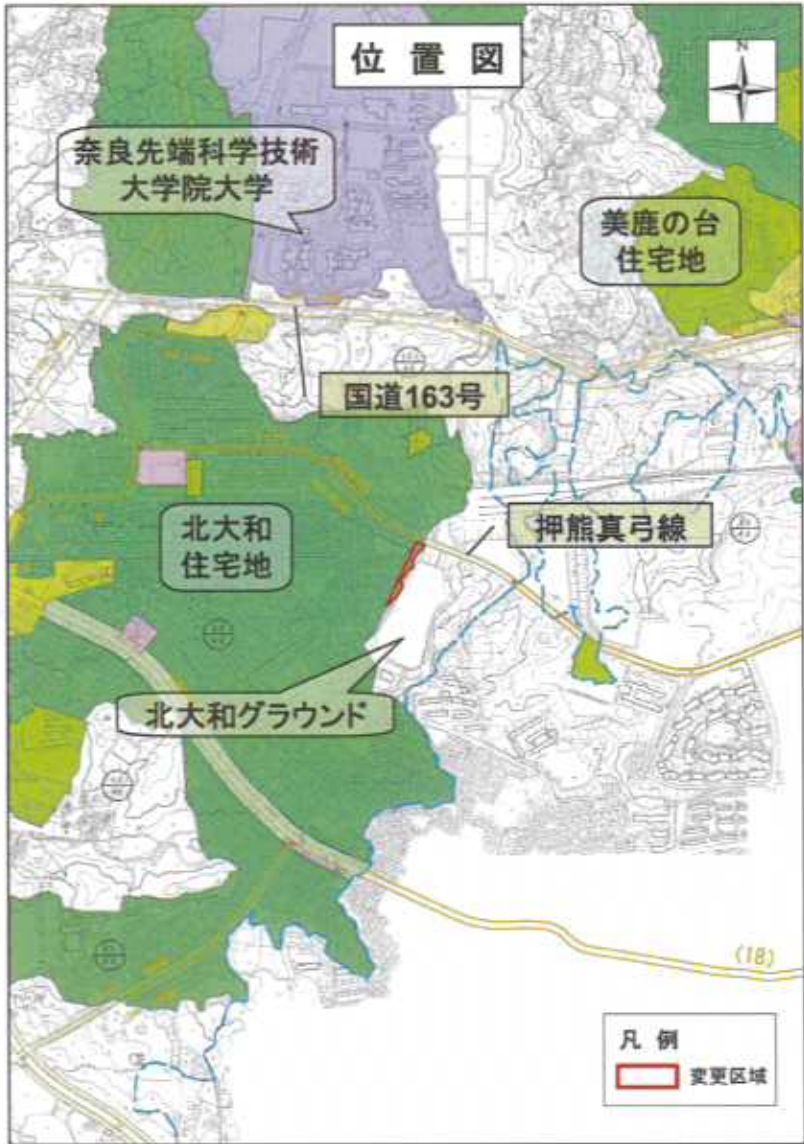 位 置 図
N
奈良先端科学技術
大学院大学
美鹿の台
住宅地
国道163号
押熊真弓線
北大和
住宅地
北大和グラウンド
(18)
凡 例
変更区域